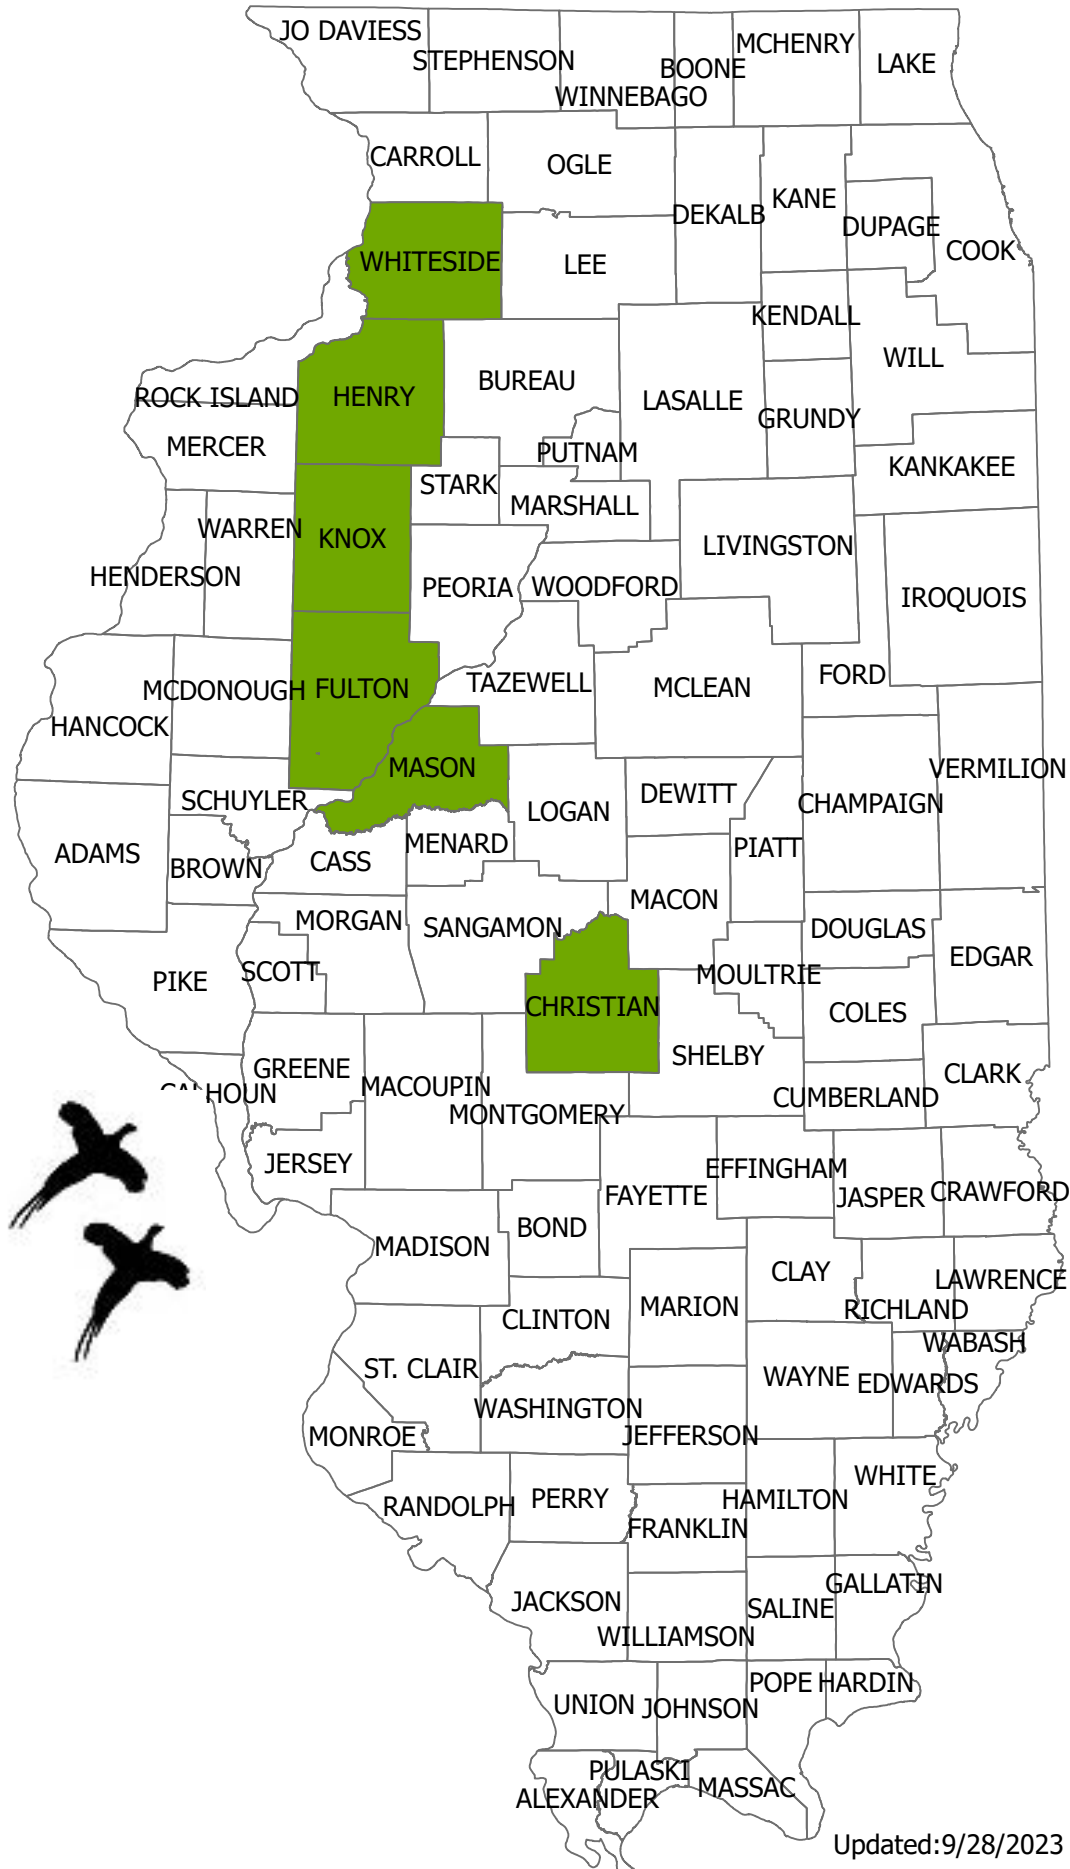 JO DAVIESS
STEPHENSON
WINNEBAGO
BOONE
MCHENRY
LAKE
CARROLL
OGLE
DEKALB
KANE
DUPAGE
COOK
WHITESIDE
LEE
KENDALL
WILL
ROCK ISLAND
HENRY
BUREAU
LASALLE
GRUNDY
MERCER
PUTNAM
KANKAKEE
STARK
MARSHALL
WARREN
KNOX
LIVINGSTON
HENDERSON
PEORIA
WOODFORD
IROQUOIS
HANCOCK
MCDONOUGH
FULTON
TAZEWELL
MCLEAN
FORD
MASON
VERMILION
SCHUYLER
LOGAN
DEWITT
CHAMPAIGN
ADAMS
BROWN
CASS
MENARD
PIATT
MACON
MORGAN
SANGAMON
DOUGLAS
EDGAR
PIKE
SCOTT
MOULTRIE
CHRISTIAN
COLES
SHELBY
GREENE
CALHOUN
MACOUPIN
MONTGOMERY
CUMBERLAND
CLARK
JERSEY
FAYETTE
EFFINGHAM
JASPER
CRAWFORD
MADISON
BOND
CLAY
MARION
RICHLAND
LAWRENCE
CLINTON
WABASH
ST. CLAIR
WAYNE
EDWARDS
WASHINGTON
MONROE
JEFFERSON
WHITE
RANDOLPH
PERRY
HAMILTON
FRANKLIN
JACKSON
GALLATIN
SALINE
WILLIAMSON
POPE
HARDIN
UNION
JOHNSON
PULASKI
ALEXANDER
MASSAC
Updated:9/28/2023